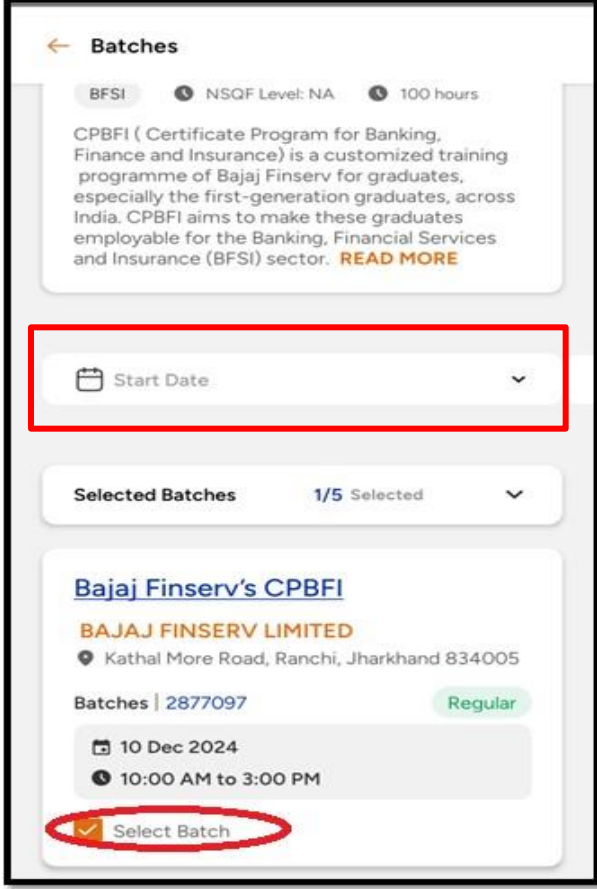 Batches
BFSI NSQF Level: NA 100 hours
CPBFI ( Certificate Program for Banking,
Finance and Insurance) is a customized training
programme of Bajaj Finserv for graduates,
especially the first-generation graduates, across
India. CPBFI aims to make these graduates
employable for the Banking, Financial Services
and Insurance (BFSI) sector. READ MORE
Start Date
Selected Batches 1/5 Selected
Bajaj Finserv's CPBFI
BAJAJ FINSERV LIMITED
Kathal More Road, Ranchi, Jharkhand 834005
Batches | 2877097 Regular
10 Dec 2024
10:00 AM to 3:00 PM
Select Batch